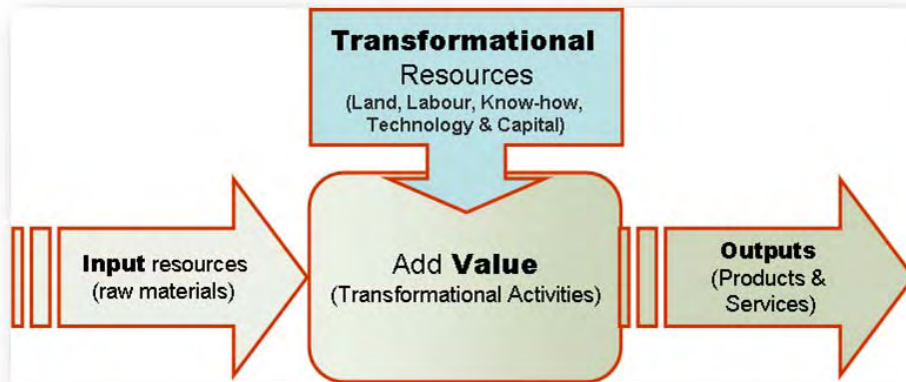 Transformational
Resources
(Land, Labour, Know-how,
Technology & Capital)
Input resources
(raw materials)
Add Value
(Transformational Activities)
Outputs
(Products &
Services)